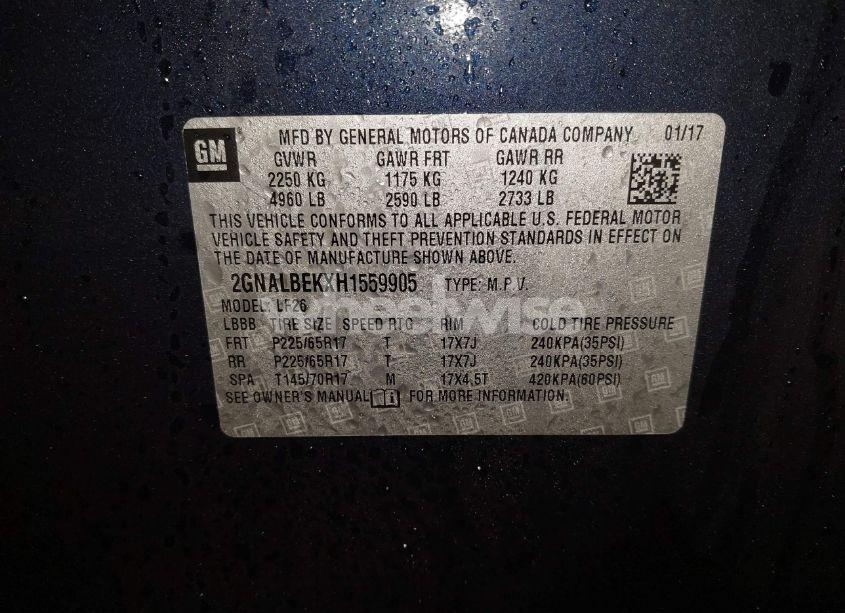 GM
MFD BY GENERAL MOTORS OF CANADA COMPANY 01/17
GVWR GAWR FRT GAWR RR
2250 KG 1175 KG 1240 KG
4960 LB 2590 LB 2733 LB
THIS VEHICLE CONFORMS TO ALL APPLICABLE U.S. FEDERAL MOTOR
VEHICLE SAFETY AND THEFT PREVENTION STANDARDS IN EFFECT ON
THE DATE OF MANUFACTURE SHOWN ABOVE.
2GNALBEKXH1559905 TYPE: M.P.V.
MODEL: LF26
LBBB TIRE SIZE SPEED RTG RIM COLD TIRE PRESSURE
FRT P225/65R17 T 17X7J 240KPA(35PSI)
RR P225/65R17 T 17X7J 240KPA(35PSI)
SPA T145/70R17 M 17X4.5T 420KPA(60PSI)
SEE OWNER'S MANUAL FOR MORE INFORMATION.